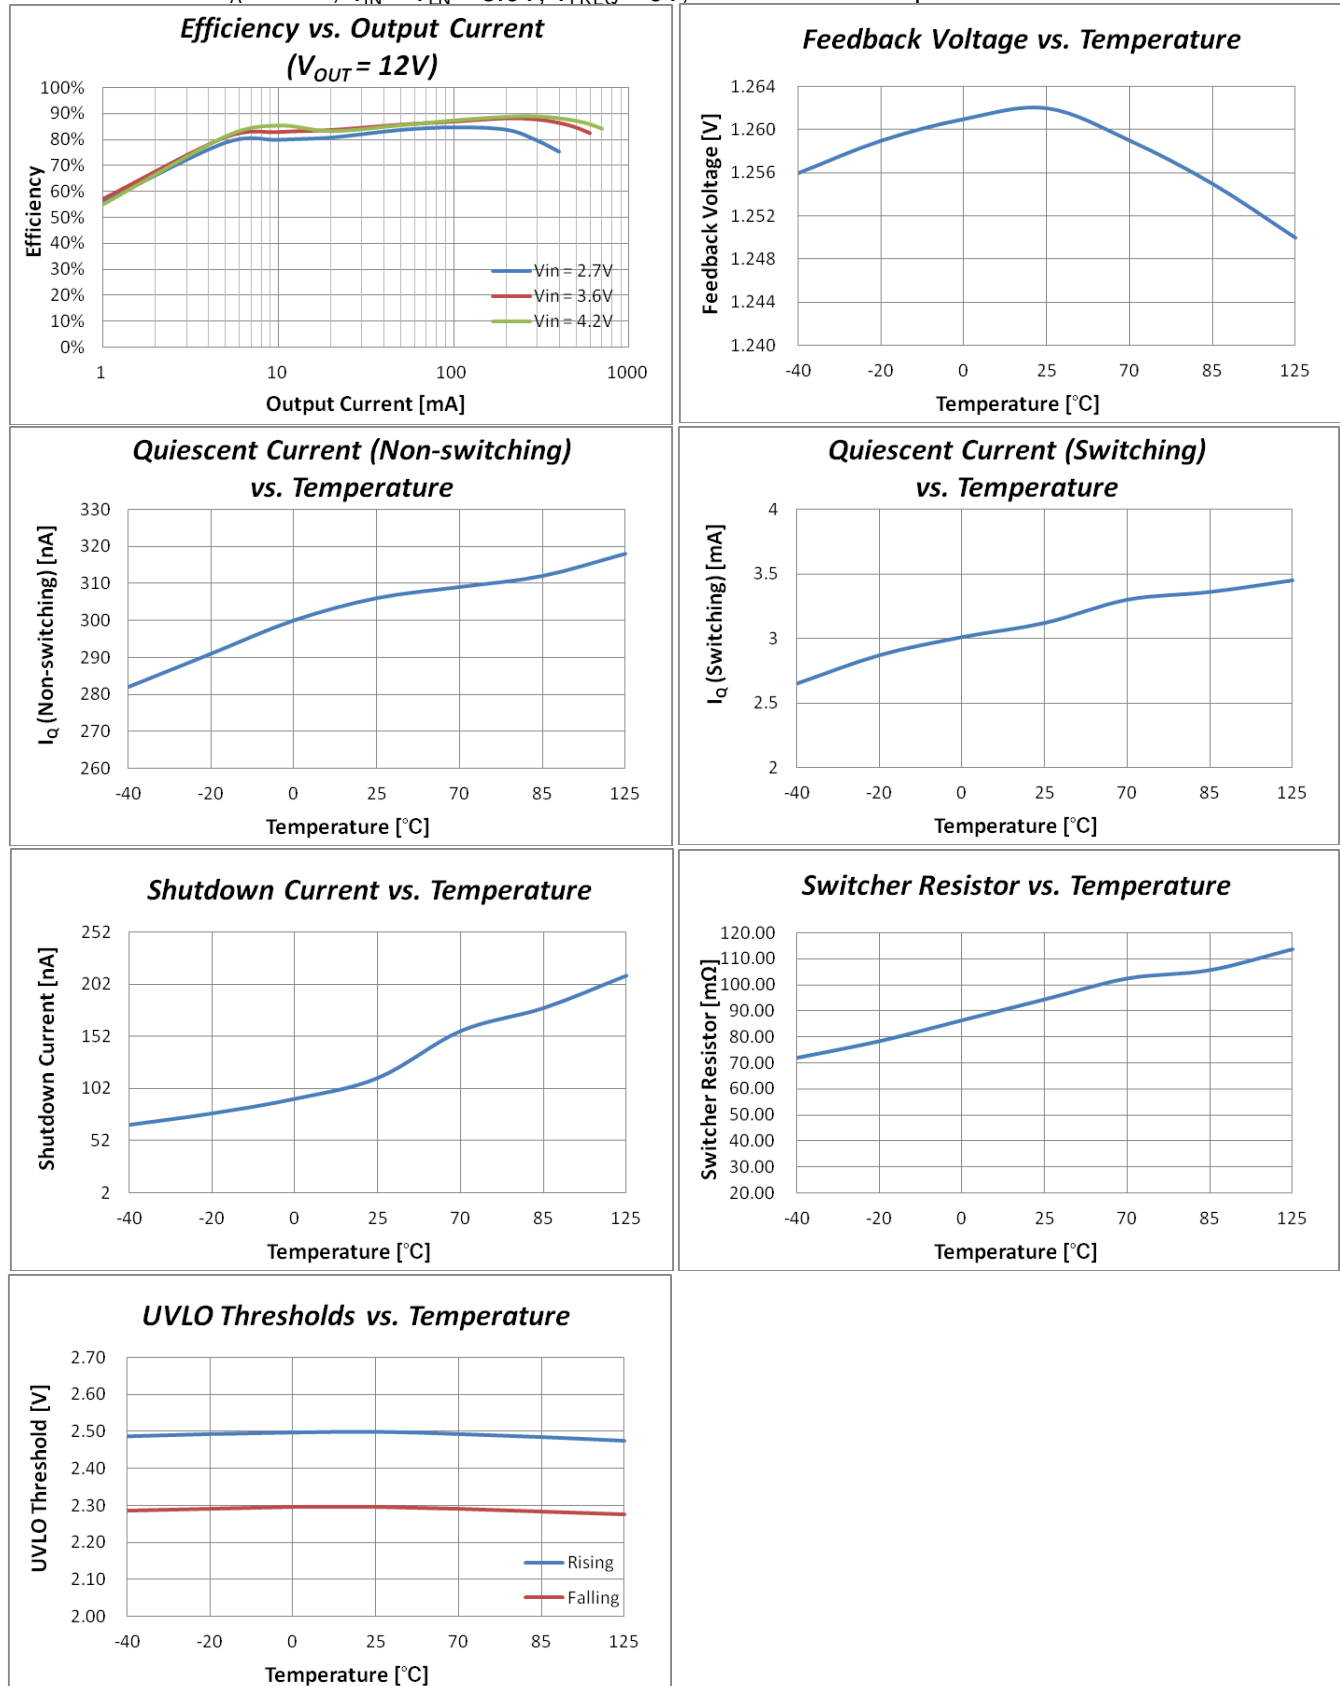 Efficiency vs. Output Current
(VOUT = 12V)
100%
90%
80%
70%
60%
50%
40%
30%
20%
10%
0%
Efficiency
Vin = 2.7V
Vin = 3.6V
Vin = 4.2V
1 10 100 1000
Output Current [mA]
Feedback Voltage vs. Temperature
1.264
1.260
1.256
1.252
1.248
1.244
1.240
Feedback Voltage [V]
-40 -20 0 25 70 85 125
Temperature [°C]
Quiescent Current (Non-switching)
vs. Temperature
330
320
310
300
290
280
270
260
IQ (Non-switching) [nA]
-40 -20 0 25 70 85 125
Temperature [°C]
Quiescent Current (Switching)
vs. Temperature
4
3.5
3
2.5
2
IQ (Switching) [mA]
-40 -20 0 25 70 85 125
Temperature [°C]
Shutdown Current vs. Temperature
252
202
152
102
52
2
Shutdown Current [nA]
-40 -20 0 25 70 85 125
Temperature [°C]
Switcher Resistor vs. Temperature
120.00
110.00
100.00
90.00
80.00
70.00
60.00
50.00
40.00
30.00
20.00
Switcher Resistor [mΩ]
-40 -20 0 25 70 85 125
Temperature [°C]
UVLO Thresholds vs. Temperature
2.70
2.60
2.50
2.40
2.30
2.20
2.10
2.00
UVLO Threshold [V]
Rising
Falling
-40 -20 0 25 70 85 125
Temperature [°C]